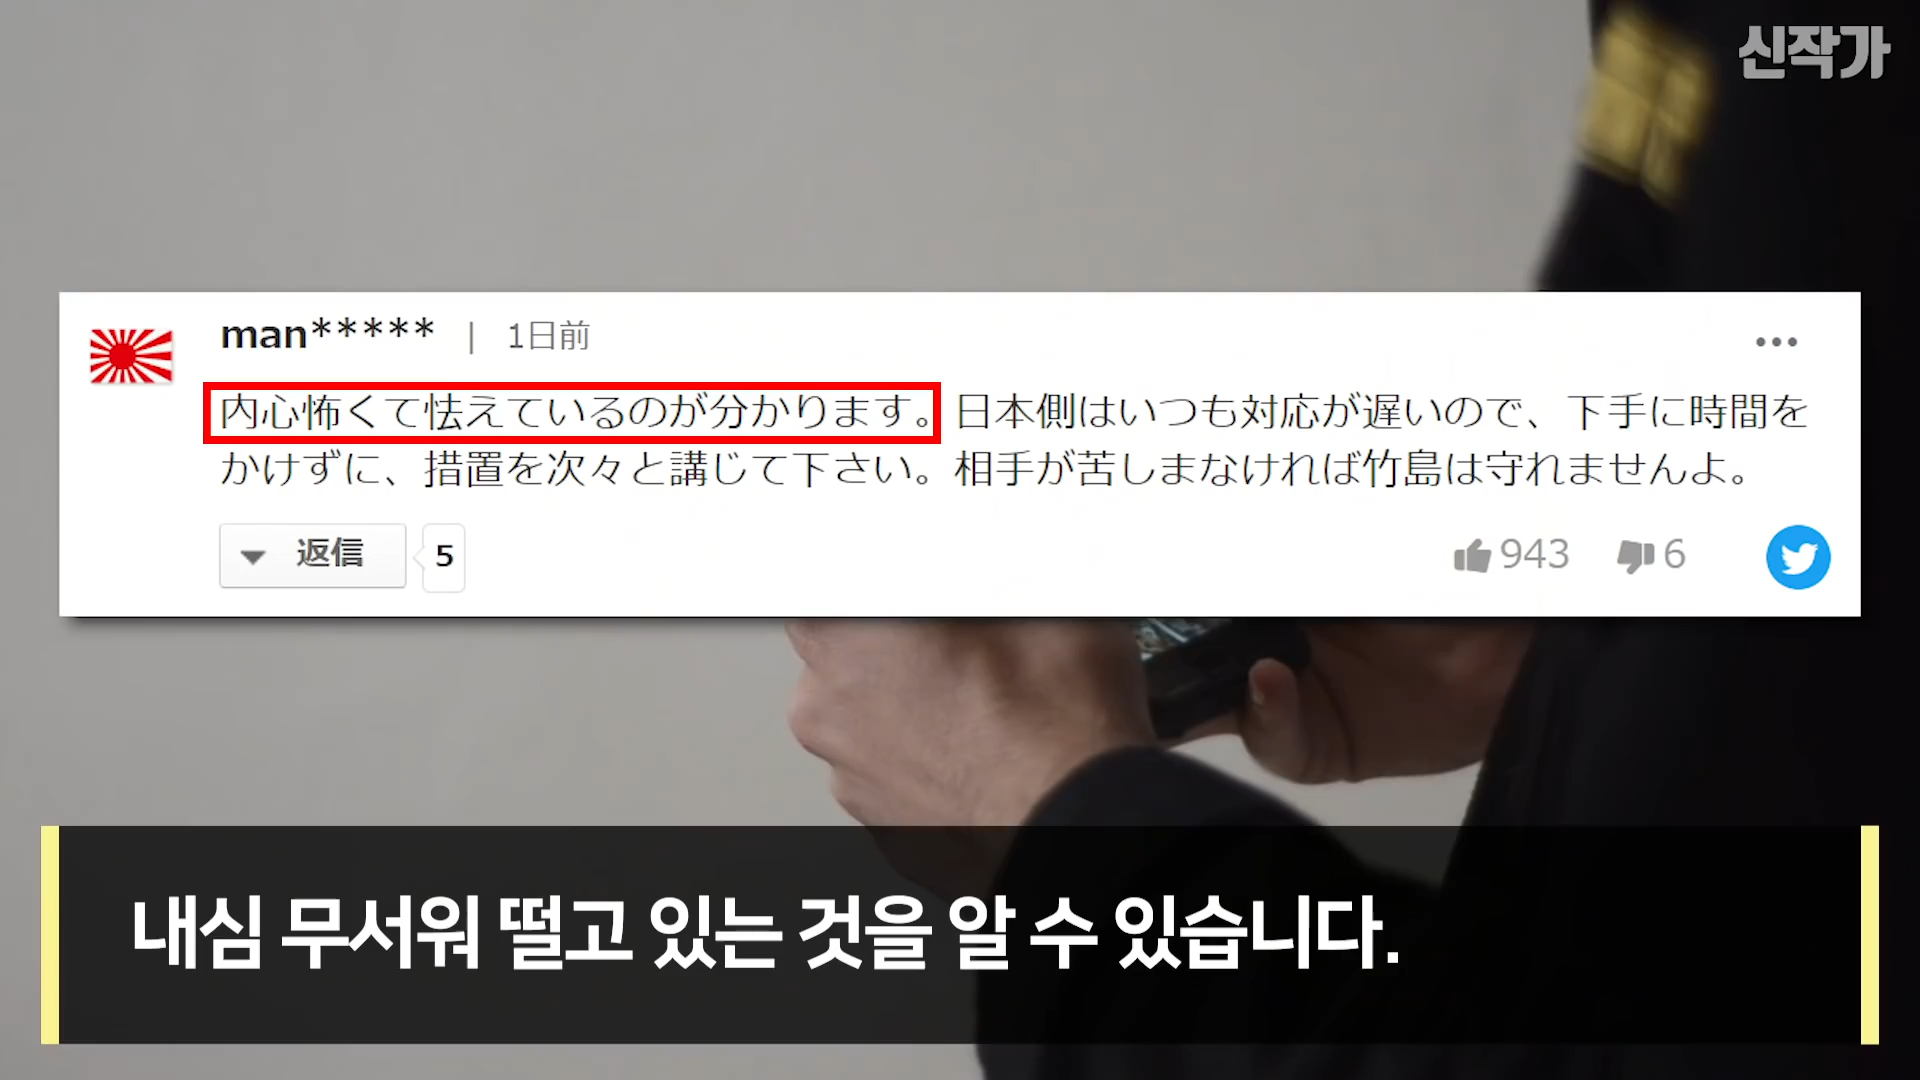 신작가
man***** | 1日前
内心怖くて怯えているのが分かります。日本側はいつも対応が遅いので、下手に時間を
かけずに、措置を次々と講じて下さい。相手が苦しまなければ竹島は守れませんよ。
返信 5 943 6
내심 무서워 떨고 있는 것을 알 수 있습니다.